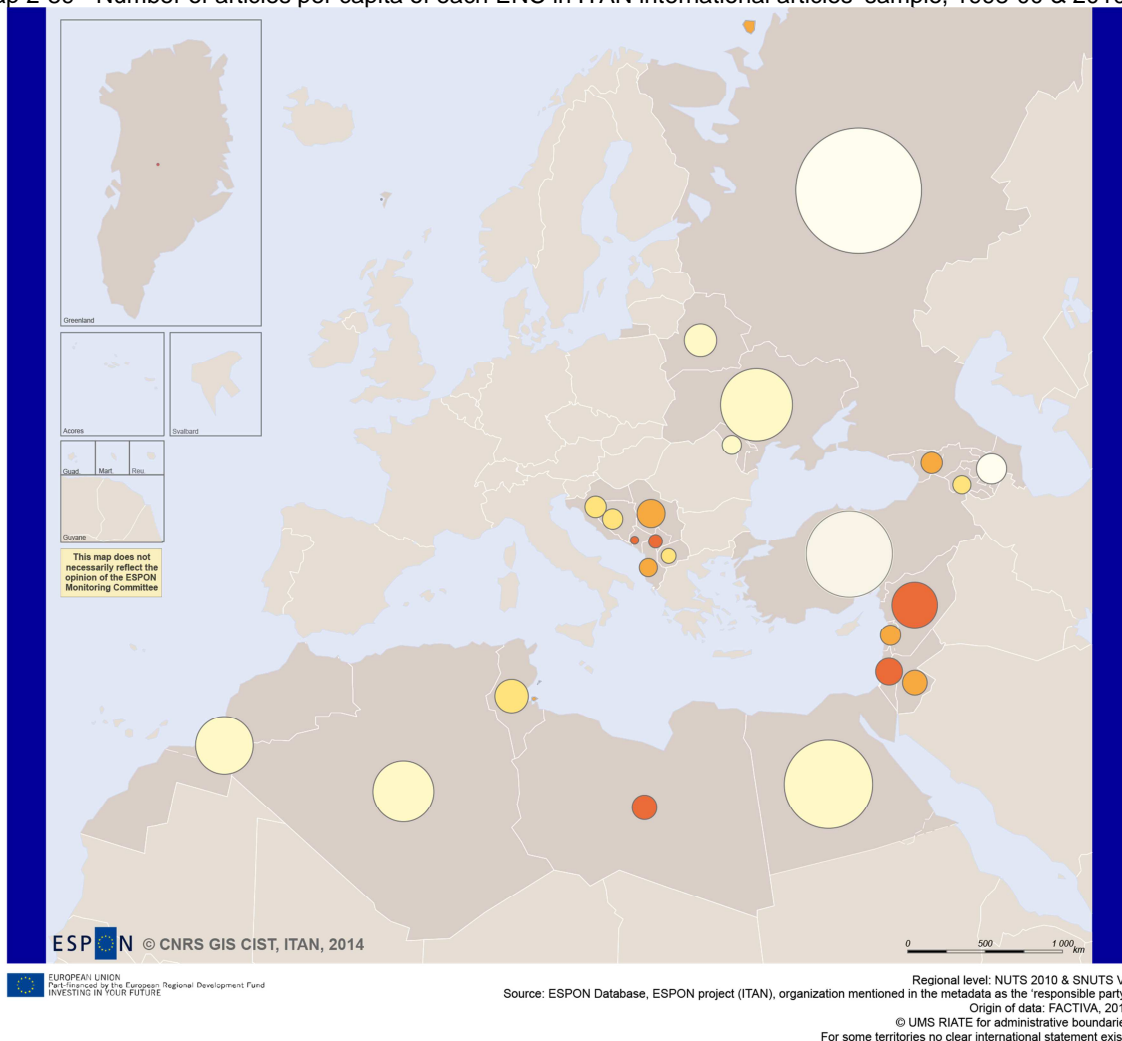 Number of articles per capita of each ENC in ITAN international articles' sample,
Greenland
Acores
Svalbard
Guad.
Mart.
Reu.
Guyane
This map does not
necessarily reflect the
opinion of the ESPON
Monitoring Committee
ESPON © CNRS GIS CIST, ITAN, 2014
0 500 1 000 km
EUROPEAN UNION
Part-financed by the European Regional Development Fund
INVESTING IN YOUR FUTURE
Regional level: NUTS 2010 & SNUTS
Source: ESPON Database, ESPON project (ITAN), organization mentioned in the metadata as the 'responsible party
Origin of data: FACTIVA,
© UMS RIATE for administrative
For some territories no clear international statement